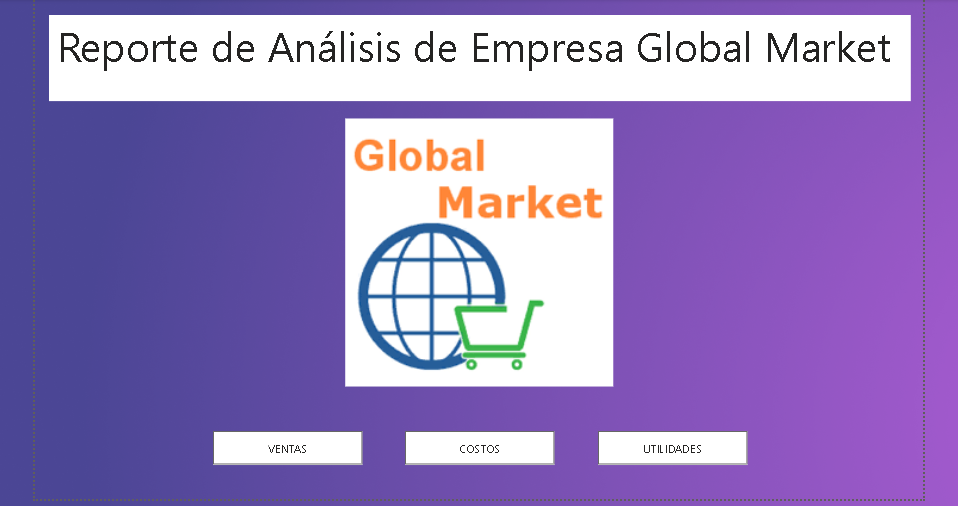 Reporte de Análisis de Empresa Global Market
Global
Market
VENTAS
COSTOS
UTILIDADES